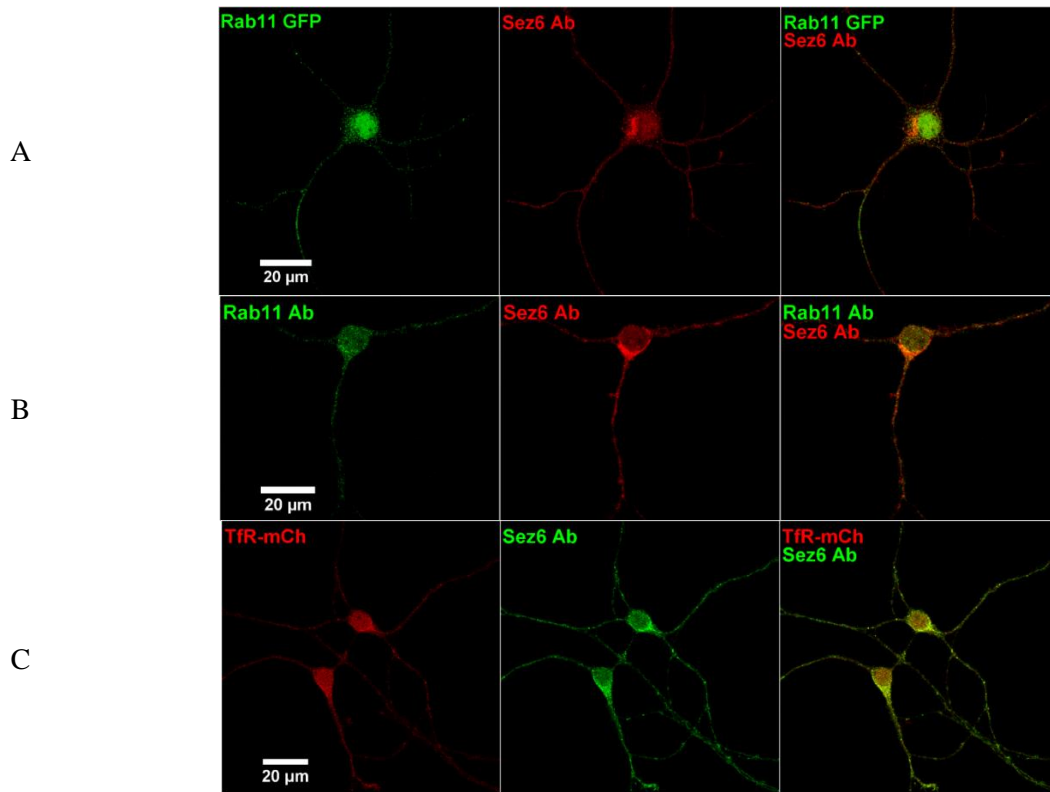 Rab11 GFP
Sez6 Ab
Rab11 GFP
Sez6 Ab
A
20 µm
Rab11 Ab
Sez6 Ab
Rab11 Ab
Sez6 Ab
B
20 µm
TfR-mCh
Sez6 Ab
TfR-mCh
Sez6 Ab
C
20 µm